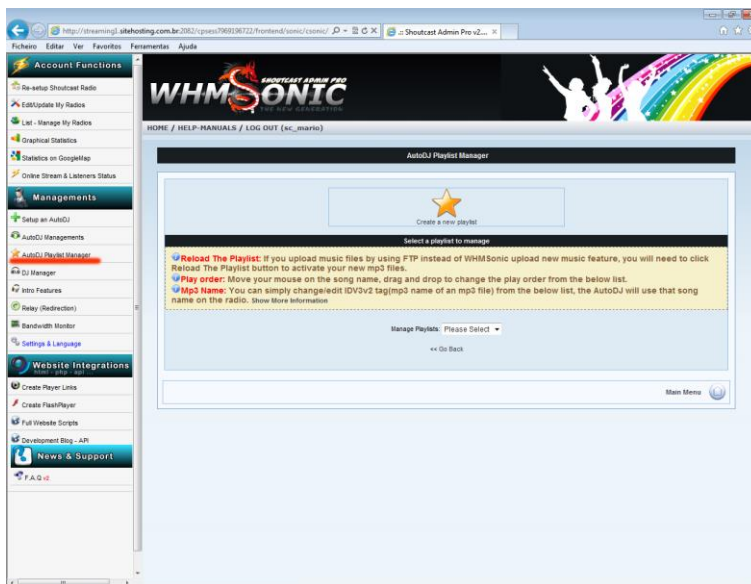 http://streaming1.sitehosting.com.br:2082/cpsess7969196722/frontend/sonic/csonic/
.:: Shoutcast Admin Pro v2....
Ficheiro Editar Ver Favoritos Ferramentas Ajuda
Account Functions
Re-setup Shoutcast Radio
Edit/Update My Radios
List - Manage My Radios
Graphical Statistics
Statistics on GoogleMap
Online Stream & Listeners Status
Managements
Setup an AutoDJ
AutoDJ Managements
AutoDJ Playlist Manager
DJ Manager
Intro Features
Relay (Redirection)
Bandwidth Monitor
Settings & Language
Website Integrations
html - php - api ...
Create Player Links
Create FlashPlayer
Full Website Scripts
Development Blog - API
News & Support
F.A.Q v2
SHOUTCAST ADMIN PRO
WHMSONIC
THE NEW GENERATION
HOME / HELP-MANUALS / LOG OUT (sc_mario)
AutoDJ Playlist Manager
Create a new playlist
Select a playlist to manage
Reload The Playlist: If you upload music files by using FTP instead of WHMSonic upload new music feature, you will need to click
Reload The Playlist button to activate your new mp3 files.
Play order: Move your mouse on the song name, drag and drop to change the play order from the below list.
Mp3 Name: You can simply change/edit IDV3v2 tag(mp3 name of an mp3 file) from the below list, the AutoDJ will use that song
name on the radio. Show More Information
Manage Playlists: Please Select
<< Go Back
Main Menu